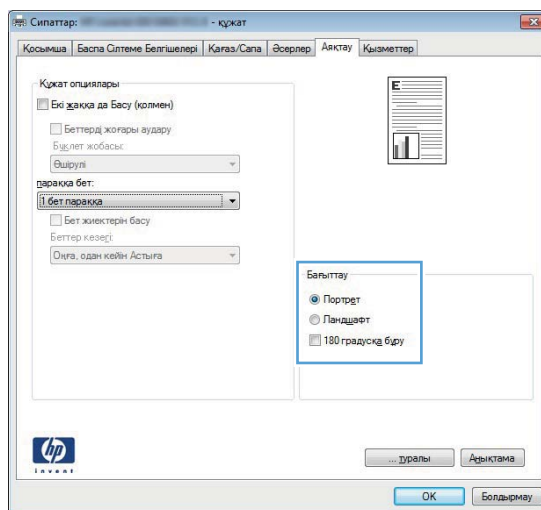 Сипаттар: - құжат
Қосымша Баспа Сілтеме Белгішелері Қағаз/Сапа Әсерлер Аяқтау Қызметтер
Құжат опциялары
Екі жаққа да Басу (қолмен)
Беттерді жоғары аудару
Буклет жобасы:
Өшірулі
параққа бет:
1 бет параққа
Бет жиектерін басу
Беттер кезегі:
Оңға, одан кейін Астыға
E
Бағыттау
Портрет
Ландшафт
180 градусқа бұру
hp
invent
... туралы Анықтама
OK Болдырмау